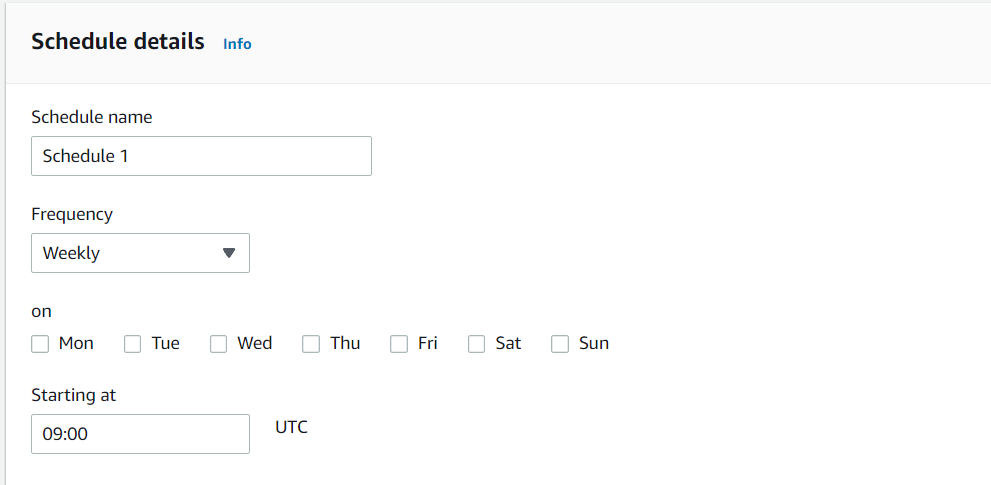 Schedule details Info
Schedule name
Schedule 1
Frequency
Weekly
on
Mon Tue Wed Thu Fri Sat Sun
Starting at
09:00 UTC